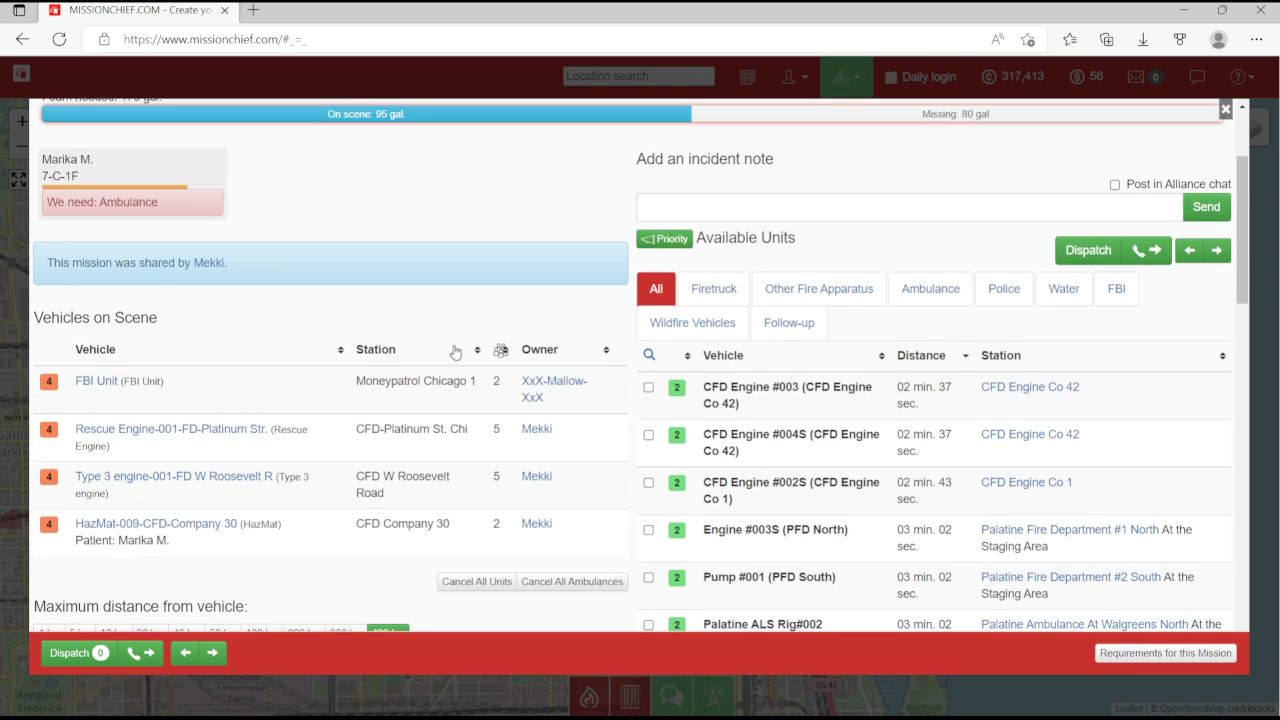 MISSIONCHIEF.COM - Create yo
https://www.missionchief.com/#_=_
Location search
Daily login
317,413
56
0
On scene: 95 gal.
Missing: 80 gal.
Marika M.
7-C-1F
We need: Ambulance
This mission was shared by Mekki.
Vehicles on Scene
Vehicle Station Owner
4 FBI Unit (FBI Unit) Moneypatrol Chicago 1 2 XxX-Mallow-
XxX
4 Rescue Engine-001-FD-Platinum Str. (Rescue CFD-Platinum St. Chi 5 Mekki
Engine)
4 Type 3 engine-001-FD W Roosevelt R (Type 3 CFD W Roosevelt 5 Mekki
engine) Road
4 HazMat-009-CFD-Company 30 (HazMat) CFD Company 30 2 Mekki
Patient: Marika M.
Cancel All Units Cancel All Ambulances
Maximum distance from vehicle:
Add an incident note
Post in Alliance chat
Send
Priority Available Units
Dispatch
All Firetruck Other Fire Apparatus Ambulance Police Water FBI
Wildfire Vehicles Follow-up
Vehicle Distance Station
2 CFD Engine #003 (CFD Engine 02 min. 37 CFD Engine Co 42
Co 42) sec.
2 CFD Engine #004S (CFD Engine 02 min. 37 CFD Engine Co 42
Co 42) sec.
2 CFD Engine #002S (CFD Engine 02 min. 43 CFD Engine Co 1
Co 1) sec.
2 Engine #003S (PFD North) 03 min. 02 Palatine Fire Department #1 North At the
sec. Staging Area
2 Pump #001 (PFD South) 03 min. 02 Palatine Fire Department #2 South At the
sec. Staging Area
2 Palatine ALS Rig#002 03 min. 02 Palatine Ambulance At Walgreens North At the
Dispatch 0
Requirements for this Mission
Anna and
Frederick
Intermodal
Facility
US 41
Leaflet | © OpenStreetMap contributors